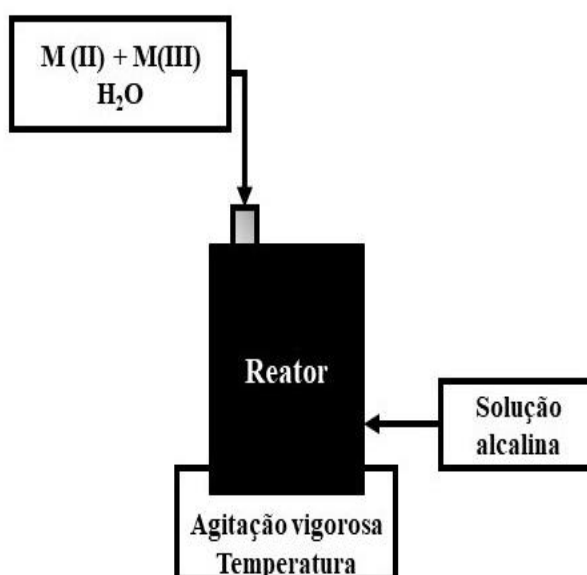 M (II) + M(III)
H₂O
Reator
Solução
alcalina
Agitação vigorosa
Temperatura